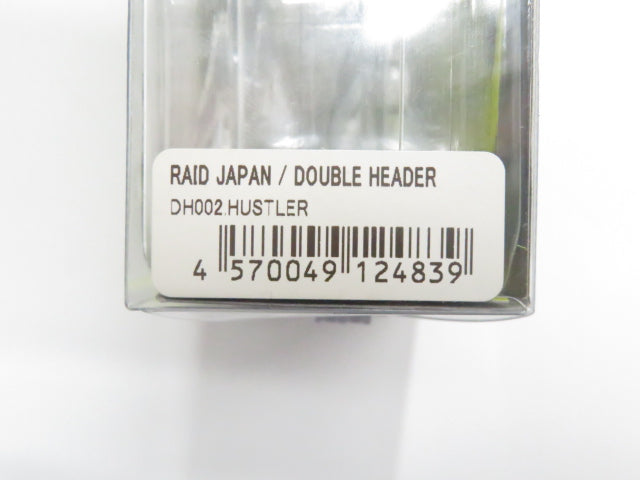 RAID JAPAN / DOUBLE HEADER
DH002.HUSTLER
4 570049 124839